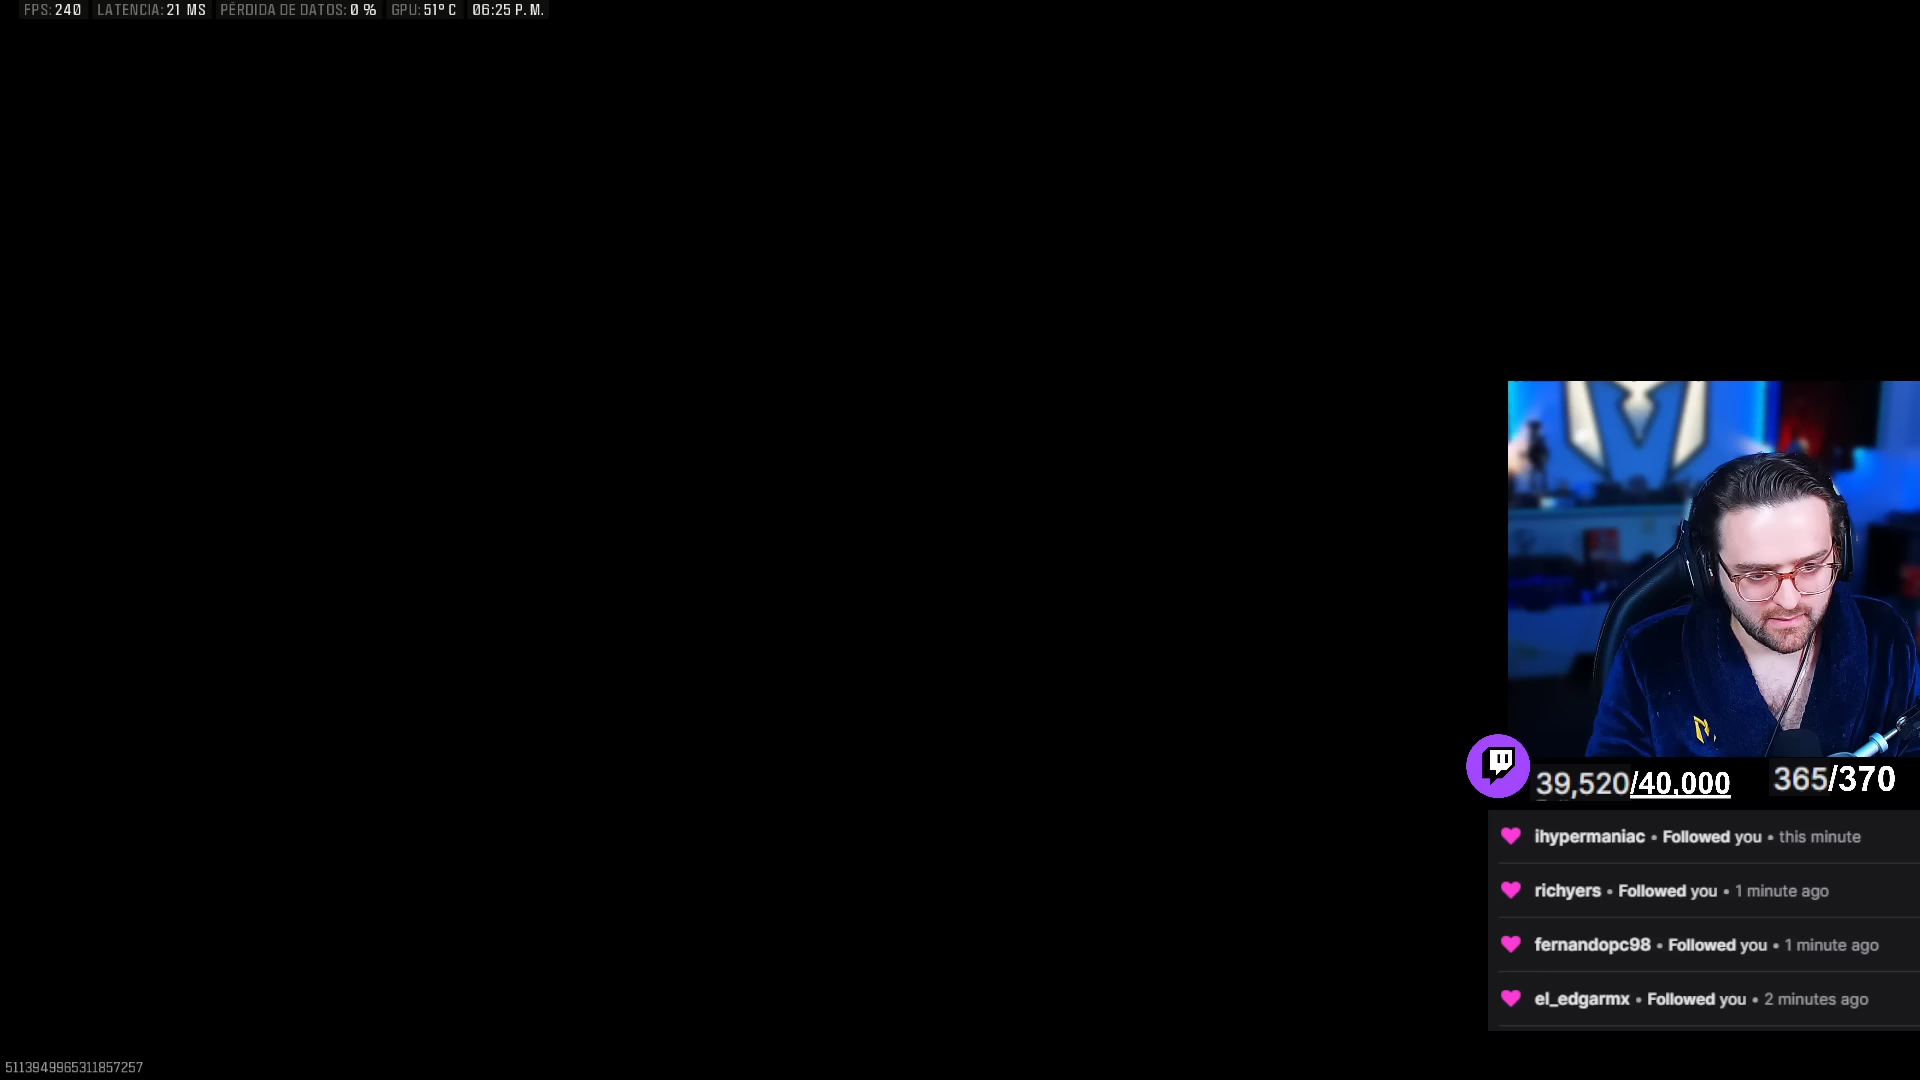 FPS: 240 LATENCIA: 21 MS PÉRDIDA DE DATOS: 0 % GPU: 51° C 06:25 P. M.
39,520/40,000 365/370
ihypermaniac • Followed you • this minute
richyers • Followed you • 1 minute ago
fernandopc98 • Followed you • 1 minute ago
el_edgarmx • Followed you • 2 minutes ago
5113949965311857257